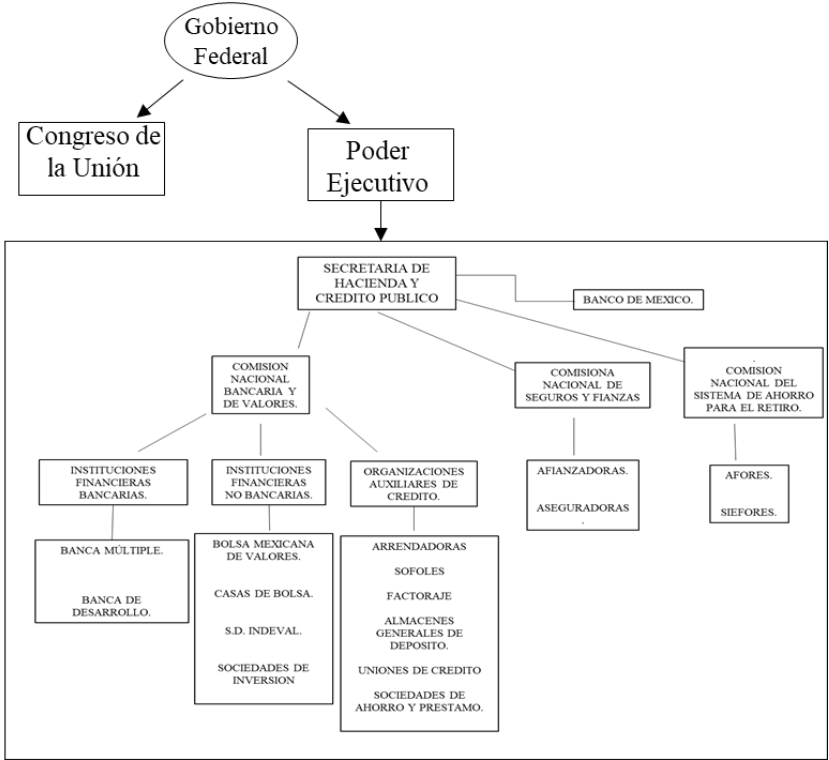 Gobierno
Federal
Congreso de
la Unión
Poder
Ejecutivo
SECRETARIA DE
HACIENDA Y
CREDITO PUBLICO
BANCO DE MEXICO.
COMISION
NACIONAL
BANCARIA Y
DE VALORES.
COMISIONA
NACIONAL DE
SEGUROS Y FIANZAS
.
COMISION
NACIONAL DEL
SISTEMA DE AHORRO
PARA EL RETIRO.
INSTITUCIONES
FINANCIERAS
BANCARIAS.
INSTITUCIONES
FINANCIERAS
NO BANCARIAS.
ORGANIZACIONES
AUXILIARES DE
CREDITO.
AFIANZADORAS.
ASEGURADORAS
.
AFORES.
SIEFORES.
BANCA MÚLTIPLE.
BANCA DE
DESARROLLO.
BOLSA MEXICANA
DE VALORES.
CASAS DE BOLSA.
S.D. INDEVAL.
SOCIEDADES DE
INVERSION
ARRENDADORAS
SOFOLES
FACTORAJE
ALMACENES
GENERALES DE
DEPOSITO.
UNIONES DE CREDITO
SOCIEDADES DE
AHORRO Y PRESTAMO.